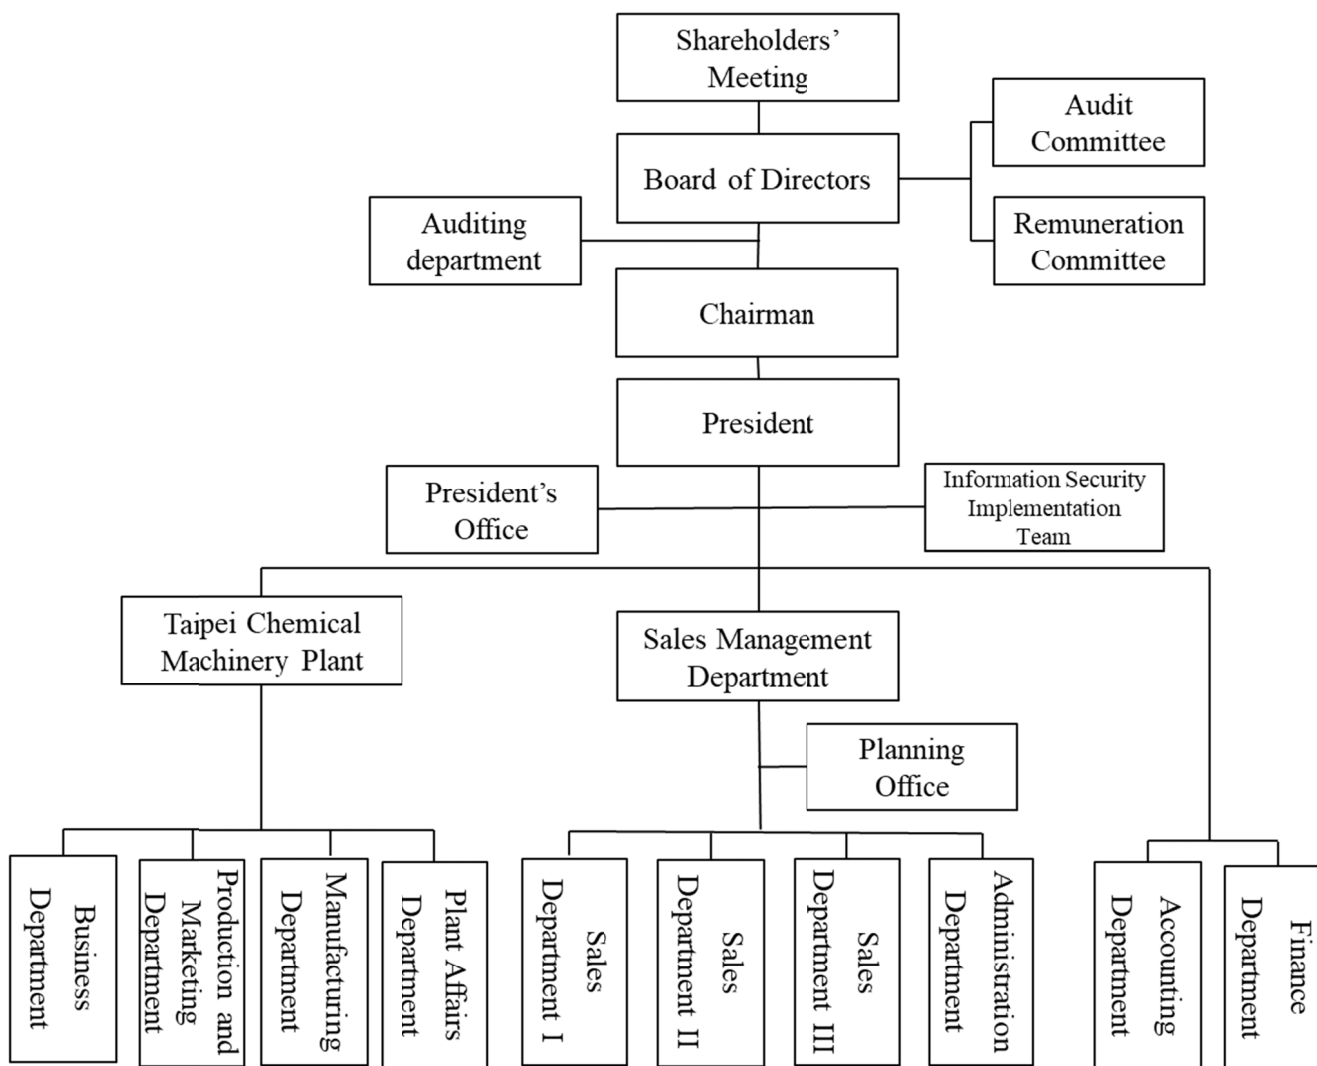 Shareholders’
Meeting
Audit
Committee
Board of Directors
Auditing
department
Remuneration
Committee
Chairman
President
President’s
Office
Information Security
Implementation
Team
Taipei Chemical
Machinery Plant
Sales Management
Department
Planning
Office
Business
Department
Production and
Marketing
Department
Manufacturing
Department
Plant Affairs
Department
Sales
Department I
Sales
Department II
Sales
Department III
Administration
Department
Accounting
Department
Finance
Department